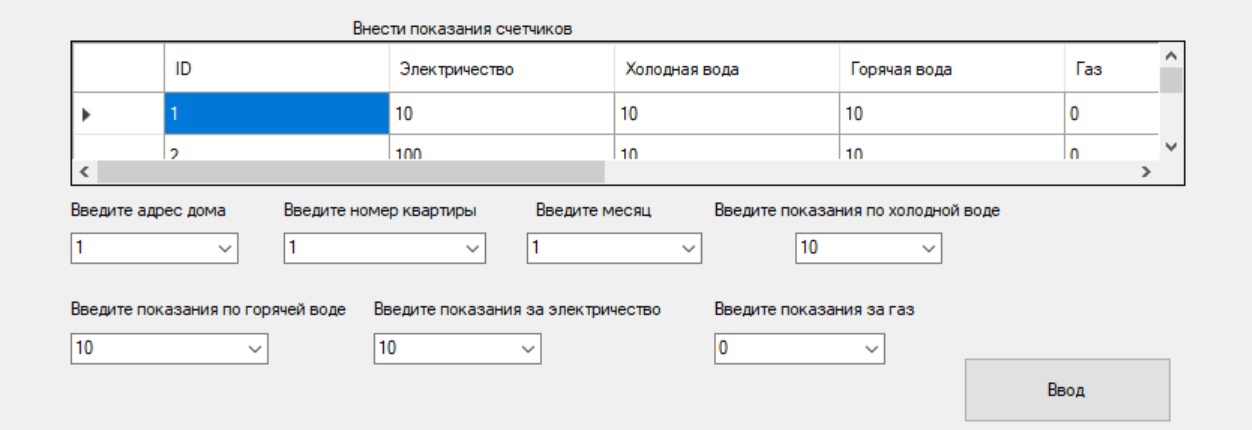 Внести показания счетчиков
ID Электричество Холодная вода Горячая вода Газ
1 10 10 10 0
2 100 10 10 0
Введите адрес дома Введите номер квартиры Введите месяц Введите показания по холодной воде
1 1 1 10
Введите показания по горячей воде Введите показания за электричество Введите показания за газ
10 10 0
Ввод